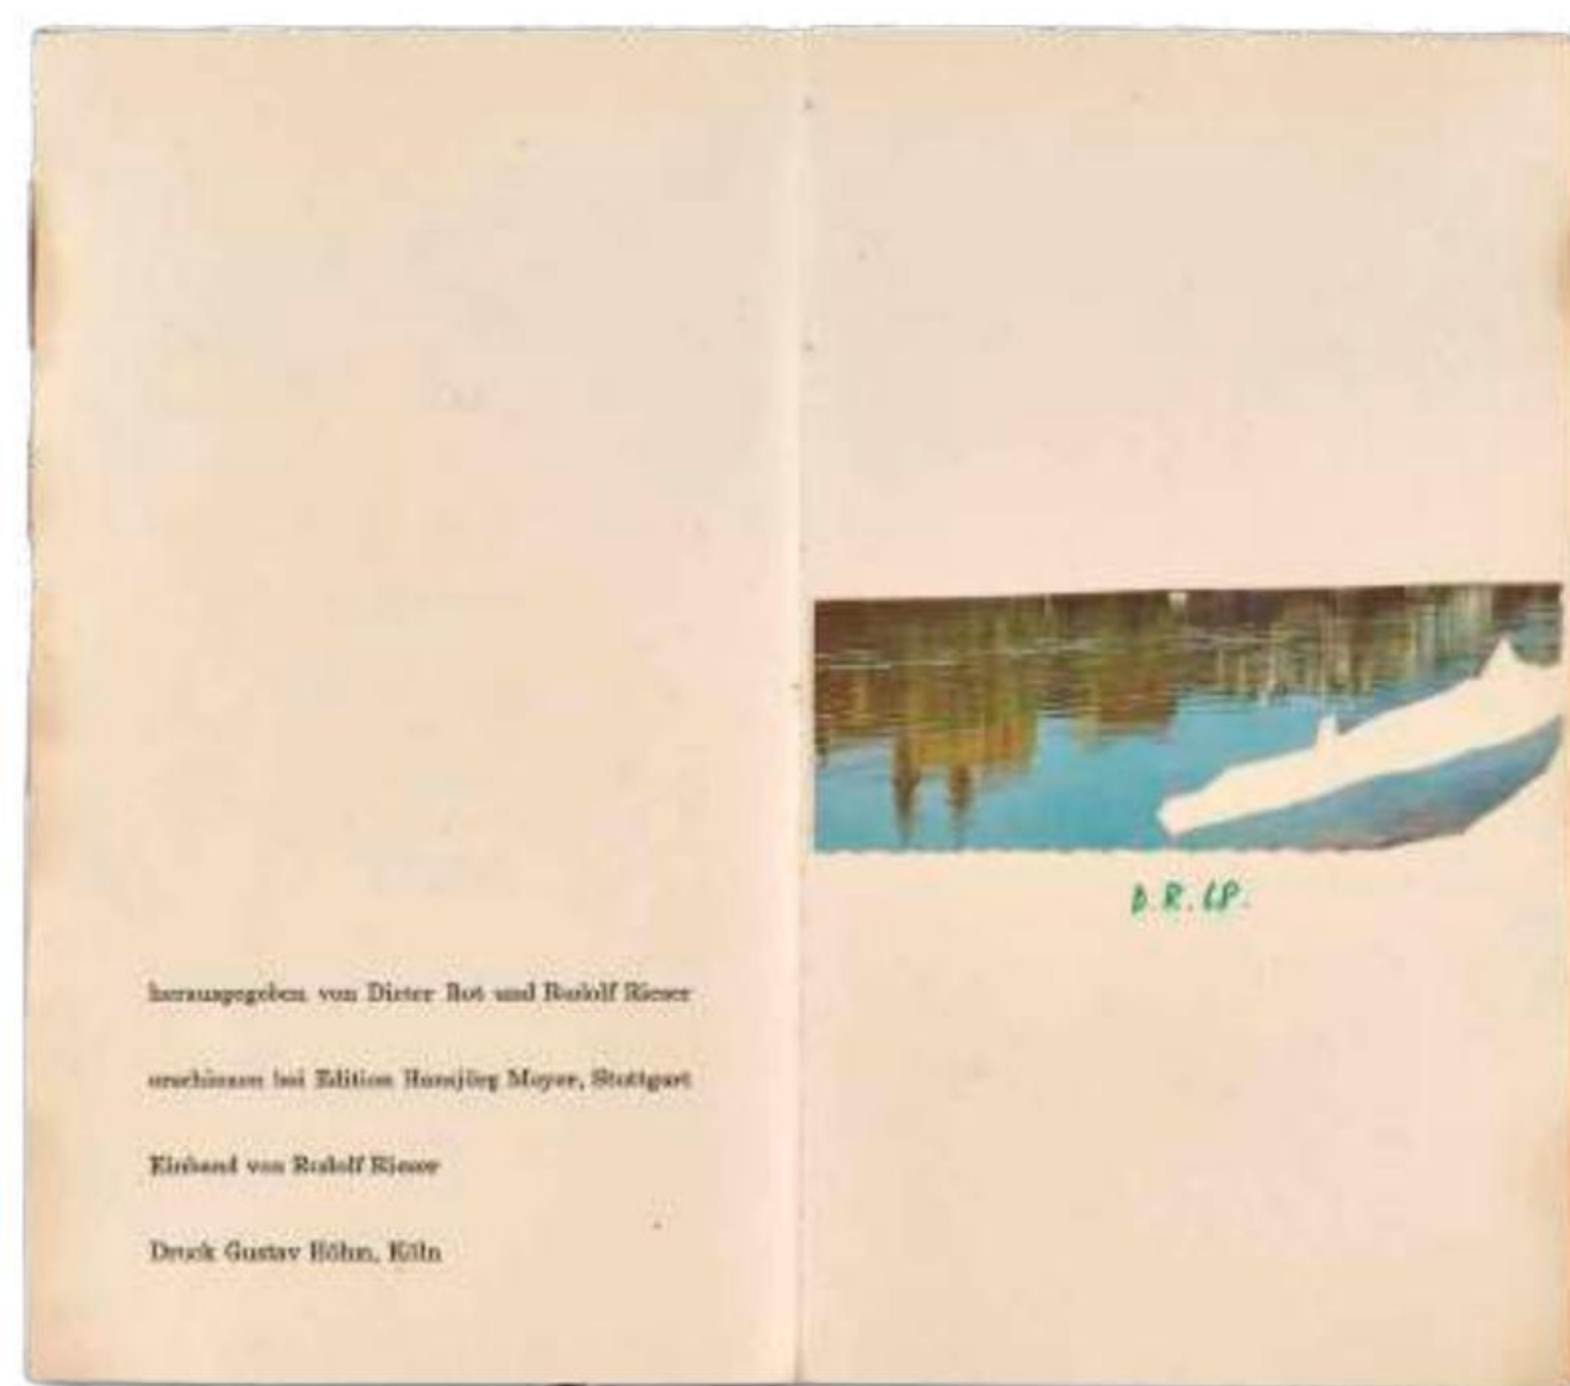 herausgegeben von Dieter Rot und Rudolf Rieser
erschienen bei Edition Hansjörg Mayer, Stuttgart
Einband von Rudolf Rieser
Druck Gustav Höhn, Köln
D. R. 68.